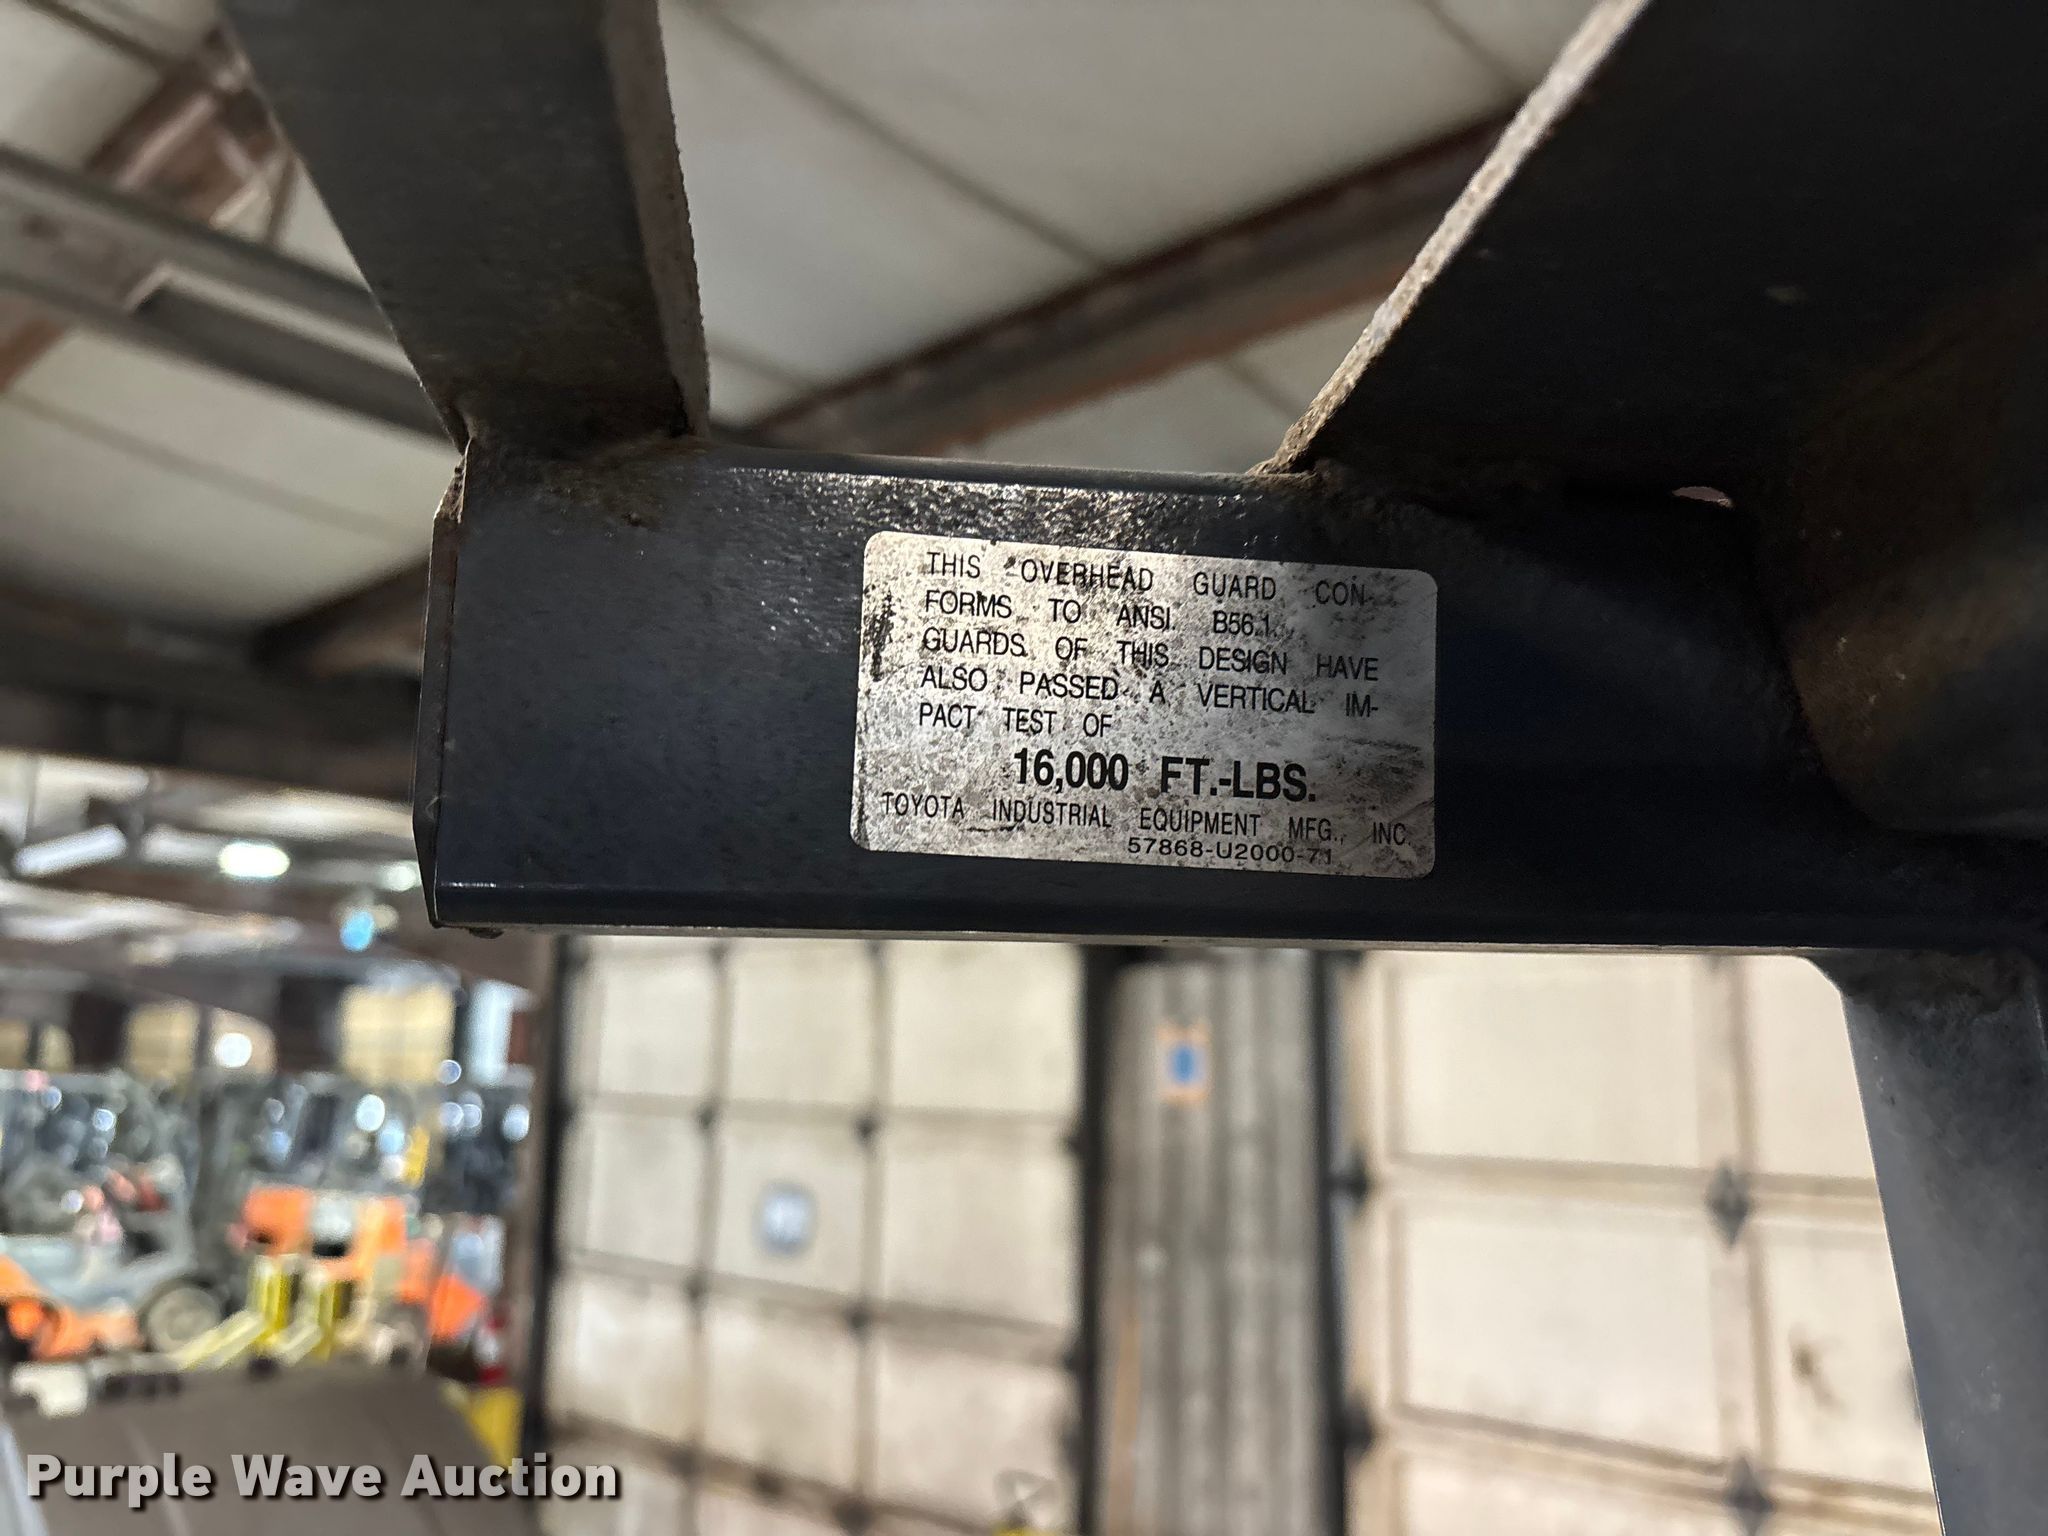 THIS OVERHEAD GUARD CON-
FORMS TO ANSI. B56.1.
GUARDS OF THIS DESIGN HAVE
ALSO PASSED A VERTICAL IM-
PACT TEST OF
16,000 FT.-LBS.
TOYOTA INDUSTRIAL EQUIPMENT MFG., INC.
57868-U2000-71
Purple Wave Auction